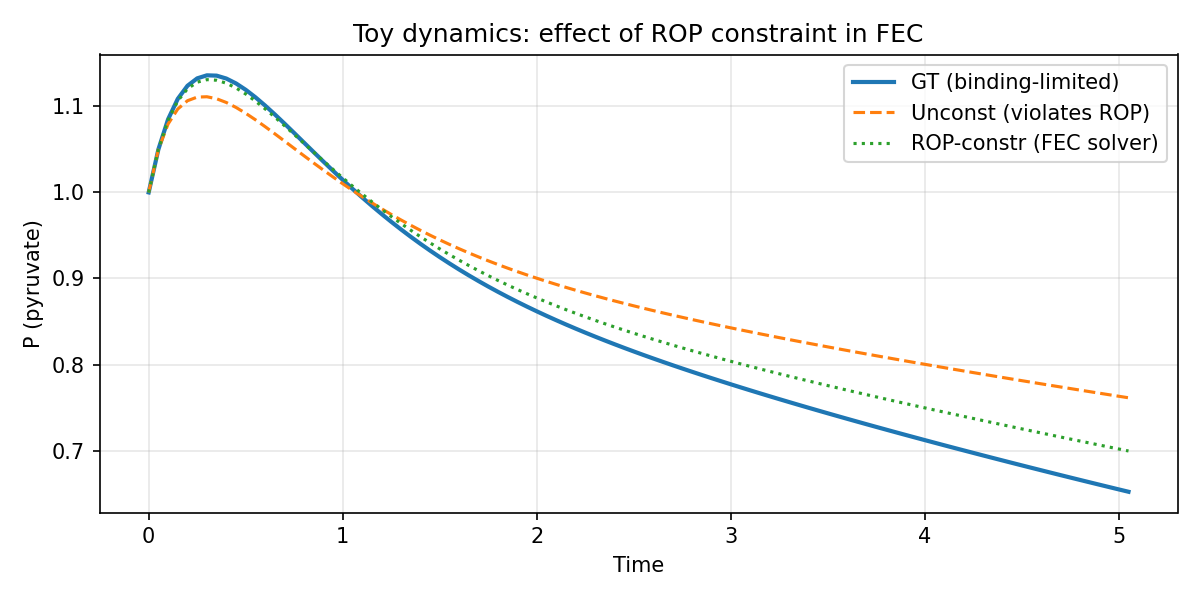 Toy dynamics: effect of ROP constraint in FEC
GT (binding-limited)
Unconst (violates ROP)
ROP-constr (FEC solver)
P (pyruvate)
1.1
1.0
0.9
0.8
0.7
0
1
2
3
4
5
Time